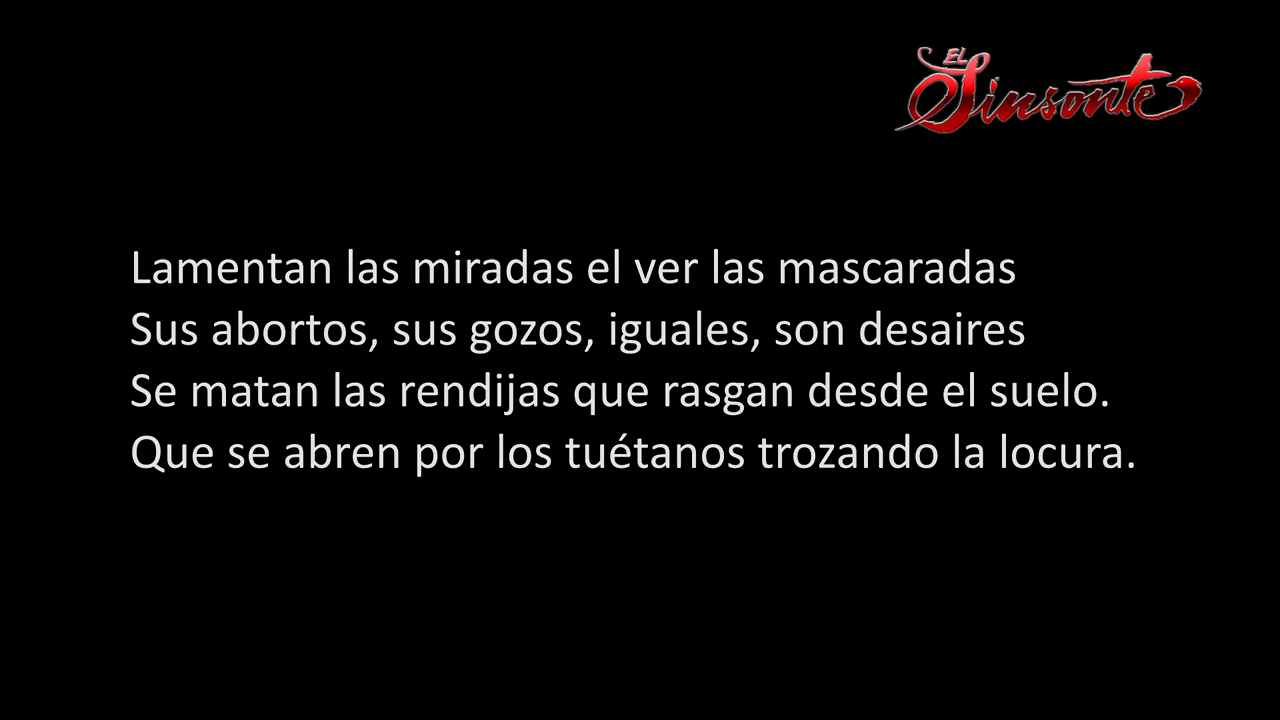 EL
Sinsonte
Lamentan las miradas el ver las mascaradas
Sus abortos, sus gozos, iguales, son desaires
Se matan las rendijas que rasgan desde el suelo.
Que se abren por los tuétanos trozando la locura.